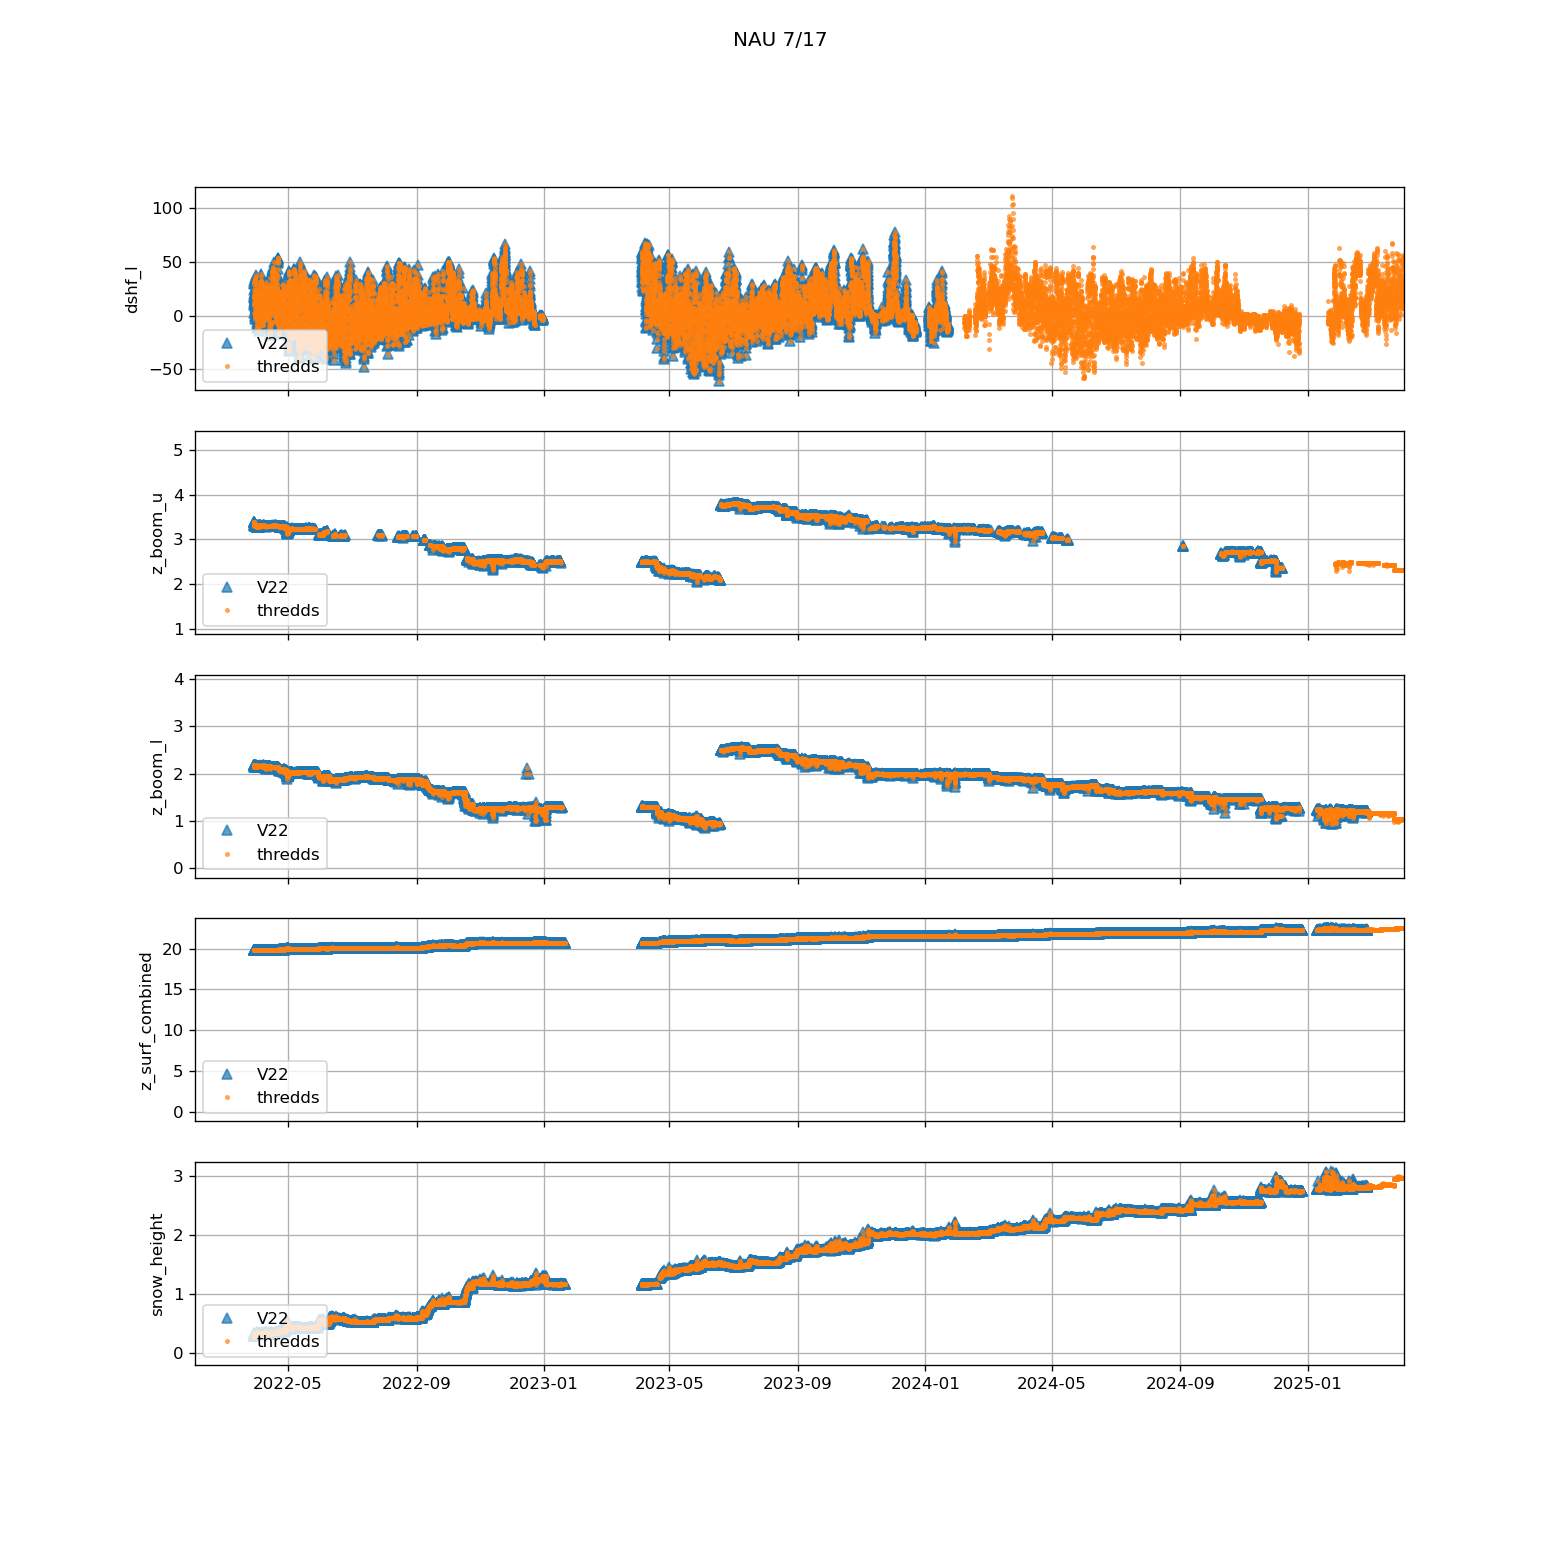 NAU 7/17
100
50
0
−50
dshf_l
V22
thredds
5
4
3
2
1
z_boom_u
V22
thredds
4
3
2
1
0
z_boom_l
V22
thredds
20
15
10
5
0
z_surf_combined
V22
thredds
3
2
1
0
snow_height
V22
thredds
2022-05 2022-09 2023-01 2023-05 2023-09 2024-01 2024-05 2024-09 2025-01